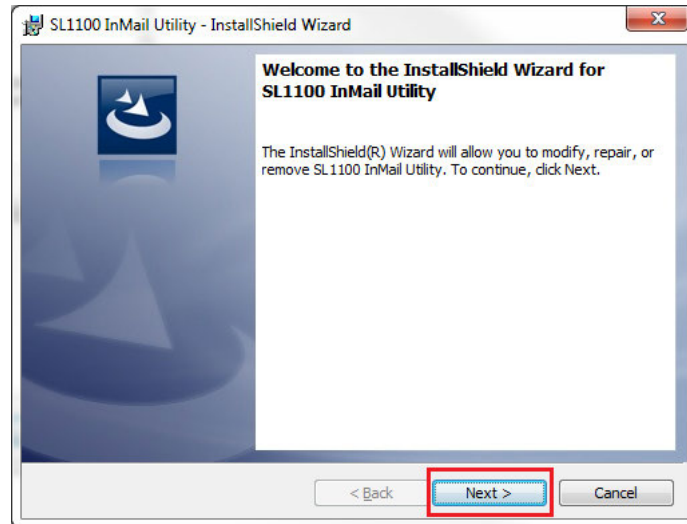 SL1100 InMail Utility - InstallShield Wizard
Welcome to the InstallShield Wizard for
SL1100 InMail Utility
The InstallShield(R) Wizard will allow you to modify, repair, or
remove SL1100 InMail Utility. To continue, click Next.
< Back Next > Cancel